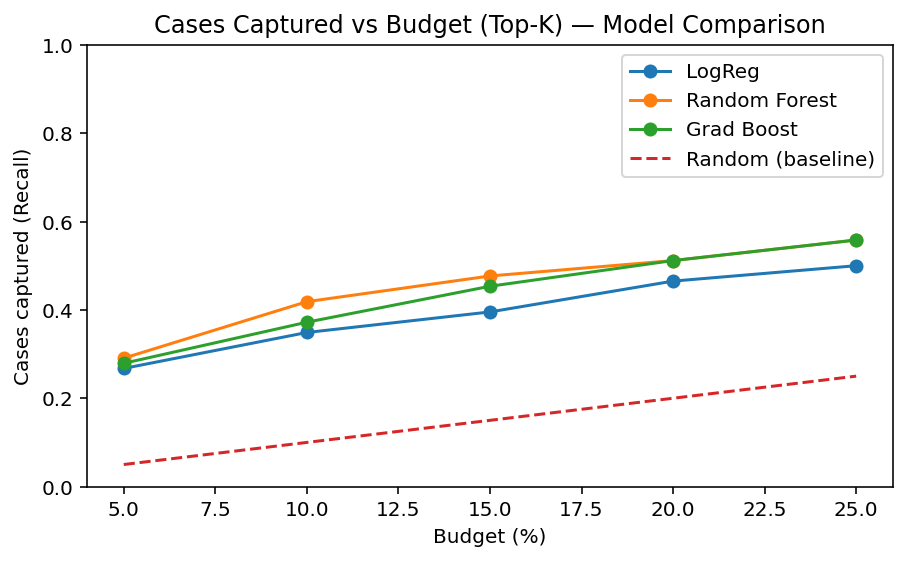 Cases Captured vs Budget (Top-K) — Model Comparison
1.0
0.8
0.6
0.4
0.2
0.0
Cases captured (Recall)
LogReg
Random Forest
Grad Boost
Random (baseline)
5.0 7.5 10.0 12.5 15.0 17.5 20.0 22.5 25.0
Budget (%)